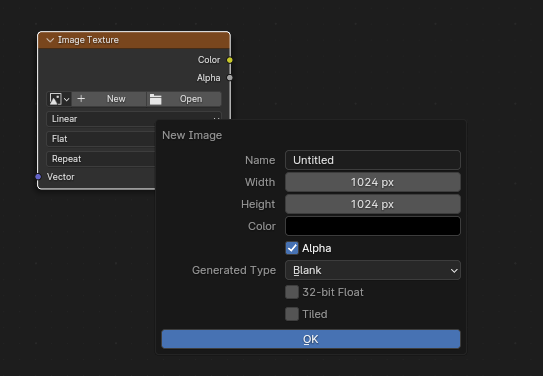 Image Texture
Color
Alpha
New Open
Linear
Flat
Repeat
Vector
New Image
Name Untitled
Width 1024 px
Height 1024 px
Color
Alpha
Generated Type Blank
32-bit Float
Tiled
OK